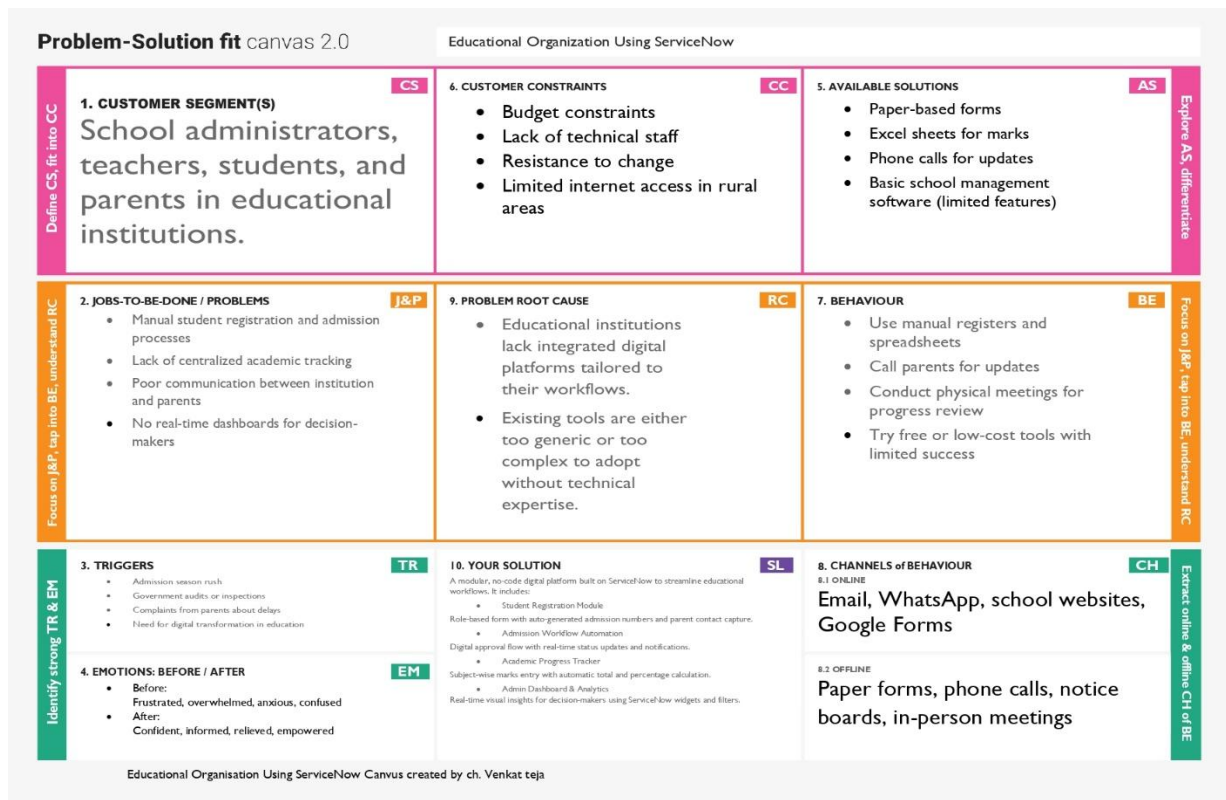 Problem-Solution fit canvas 2.0
Educational Organization Using ServiceNow
Define CS, fit into CC
1. CUSTOMER SEGMENT(S)
CS
School administrators,
teachers, students, and
parents in educational
institutions.
6. CUSTOMER CONSTRAINTS
CC
• Budget constraints
• Lack of technical staff
• Resistance to change
• Limited internet access in rural
areas
5. AVAILABLE SOLUTIONS
AS
• Paper-based forms
• Excel sheets for marks
• Phone calls for updates
• Basic school management
software (limited features)
Explore AS, differentiate
Focus on J&P, tap into BE, understand RC
2. JOBS-TO-BE-DONE / PROBLEMS
J&P
• Manual student registration and admission
processes
• Lack of centralized academic tracking
• Poor communication between institution
and parents
• No real-time dashboards for decision-
makers
9. PROBLEM ROOT CAUSE
RC
• Educational institutions
lack integrated digital
platforms tailored to
their workflows.
• Existing tools are either
too generic or too
complex to adopt
without technical
expertise.
7. BEHAVIOUR
BE
• Use manual registers and
spreadsheets
• Call parents for updates
• Conduct physical meetings for
progress review
• Try free or low-cost tools with
limited success
Focus on J&P, tap into BE, understand RC
Identify strong TR & EM
3. TRIGGERS
TR
• Admission season rush
• Government audits or inspections
• Complaints from parents about delays
• Need for digital transformation in education
4. EMOTIONS: BEFORE / AFTER
EM
• Before:
Frustrated, overwhelmed, anxious, confused
• After:
Confident, informed, relieved, empowered
10. YOUR SOLUTION
SL
A modular, no-code digital platform built on ServiceNow to streamline educational
workflows. It includes:
• Student Registration Module
Role-based form with auto-generated admission numbers and parent contact capture.
• Admission Workflow Automation
Digital approval flow with real-time status updates and notifications.
• Academic Progress Tracker
Subject-wise marks entry with automatic total and percentage calculation.
• Admin Dashboard & Analytics
Real-time visual insights for decision-makers using ServiceNow widgets and filters.
8. CHANNELS of BEHAVIOUR
CH
8.1 ONLINE
Email, WhatsApp, school websites,
Google Forms
8.2 OFFLINE
Paper forms, phone calls, notice
boards, in-person meetings
Extract online & offline CH of BE
Educational Organisation Using ServiceNow Canvus created by ch. Venkat teja